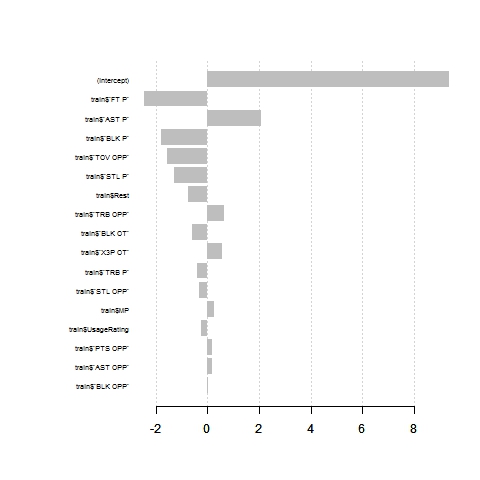 (Intercept)
train$`FT P`
train$`AST P`
train$`BLK P`
train$`TOV OPP`
train$`STL P`
train$Rest
train$`TRB OPP`
train$`BLK OT`
train$`X3P OT`
train$`TRB P`
train$`STL OPP`
train$MP
train$UsageRating
train$`PTS OPP`
train$`AST OPP`
train$`BLK OPP`
-2 0 2 4 6 8